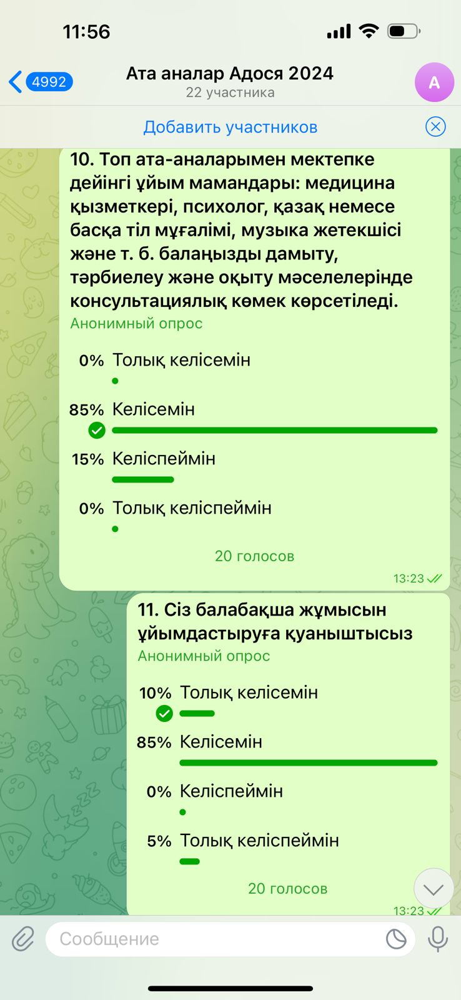 11:56
4992
Ата аналар Адося 2024
22 участника
А
Добавить участников
10. Топ ата-аналарымен мектепке
дейінгі ұйым мамандары: медицина
қызметкері, психолог, қазақ немесе
басқа тіл мұғалімі, музыка жетекшісі
және т. б. балаңызды дамыту,
тәрбиелеу және оқыту мәселелерінде
консультациялық көмек көрсетіледі.
Анонимный опрос
0% Толық келісемін
85% Келісемін
15% Келіспеймін
0% Толық келіспеймін
20 голосов
13:23
11. Сіз балабақша жұмысын
ұйымдастыруға қуаныштысыз
Анонимный опрос
10% Толық келісемін
85% Келісемін
0% Келіспеймін
5% Толық келіспеймін
20 голосов
13:23
Сообщение